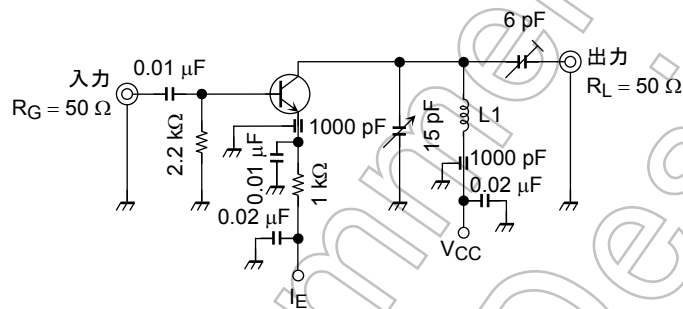 6 pF
入力
0.01 μF
出力
R_G = 50 Ω
R_L = 50 Ω
2.2 kΩ
1000 pF
0.01 μF
1 kΩ
15 pF
L1
1000 pF
0.02 μF
0.02 μF
V_CC
I_E